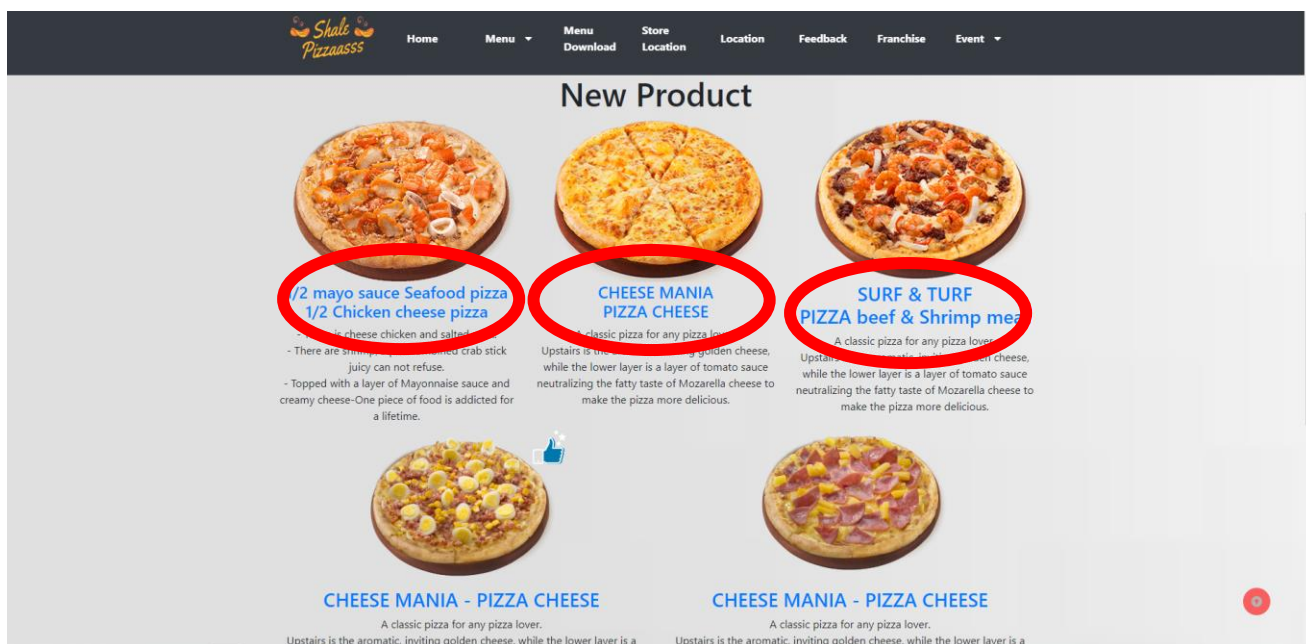 Shale
Pizzaasss
Home
Menu
Menu
Download
Store
Location
Location
Feedback
Franchise
Event
New Product
/2 mayo sauce Seafood pizza
1/2 Chicken cheese pizza
is cheese chicken and salted
- There are crab stick
juicy can not refuse.
- Topped with a layer of Mayonnaise sauce and
creamy cheese-One piece of food is addicted for
a lifetime.
CHEESE MANIA
PIZZA CHEESE
A classic pizza for any pizza lover
Upstairs is the golden cheese,
while the lower layer is a layer of tomato sauce
neutralizing the fatty taste of Mozarella cheese to
make the pizza more delicious.
SURF & TURF
PIZZA beef & Shrimp mea
A classic pizza for any pizza lover
Upstairs cheese,
while the lower layer is a layer of tomato sauce
neutralizing the fatty taste of Mozarella cheese to
make the pizza more delicious.
CHEESE MANIA - PIZZA CHEESE
A classic pizza for any pizza lover.
Upstairs is the aromatic, inviting golden cheese, while the lower layer is a
CHEESE MANIA - PIZZA CHEESE
A classic pizza for any pizza lover.
Upstairs is the aromatic, inviting golden cheese, while the lower layer is a